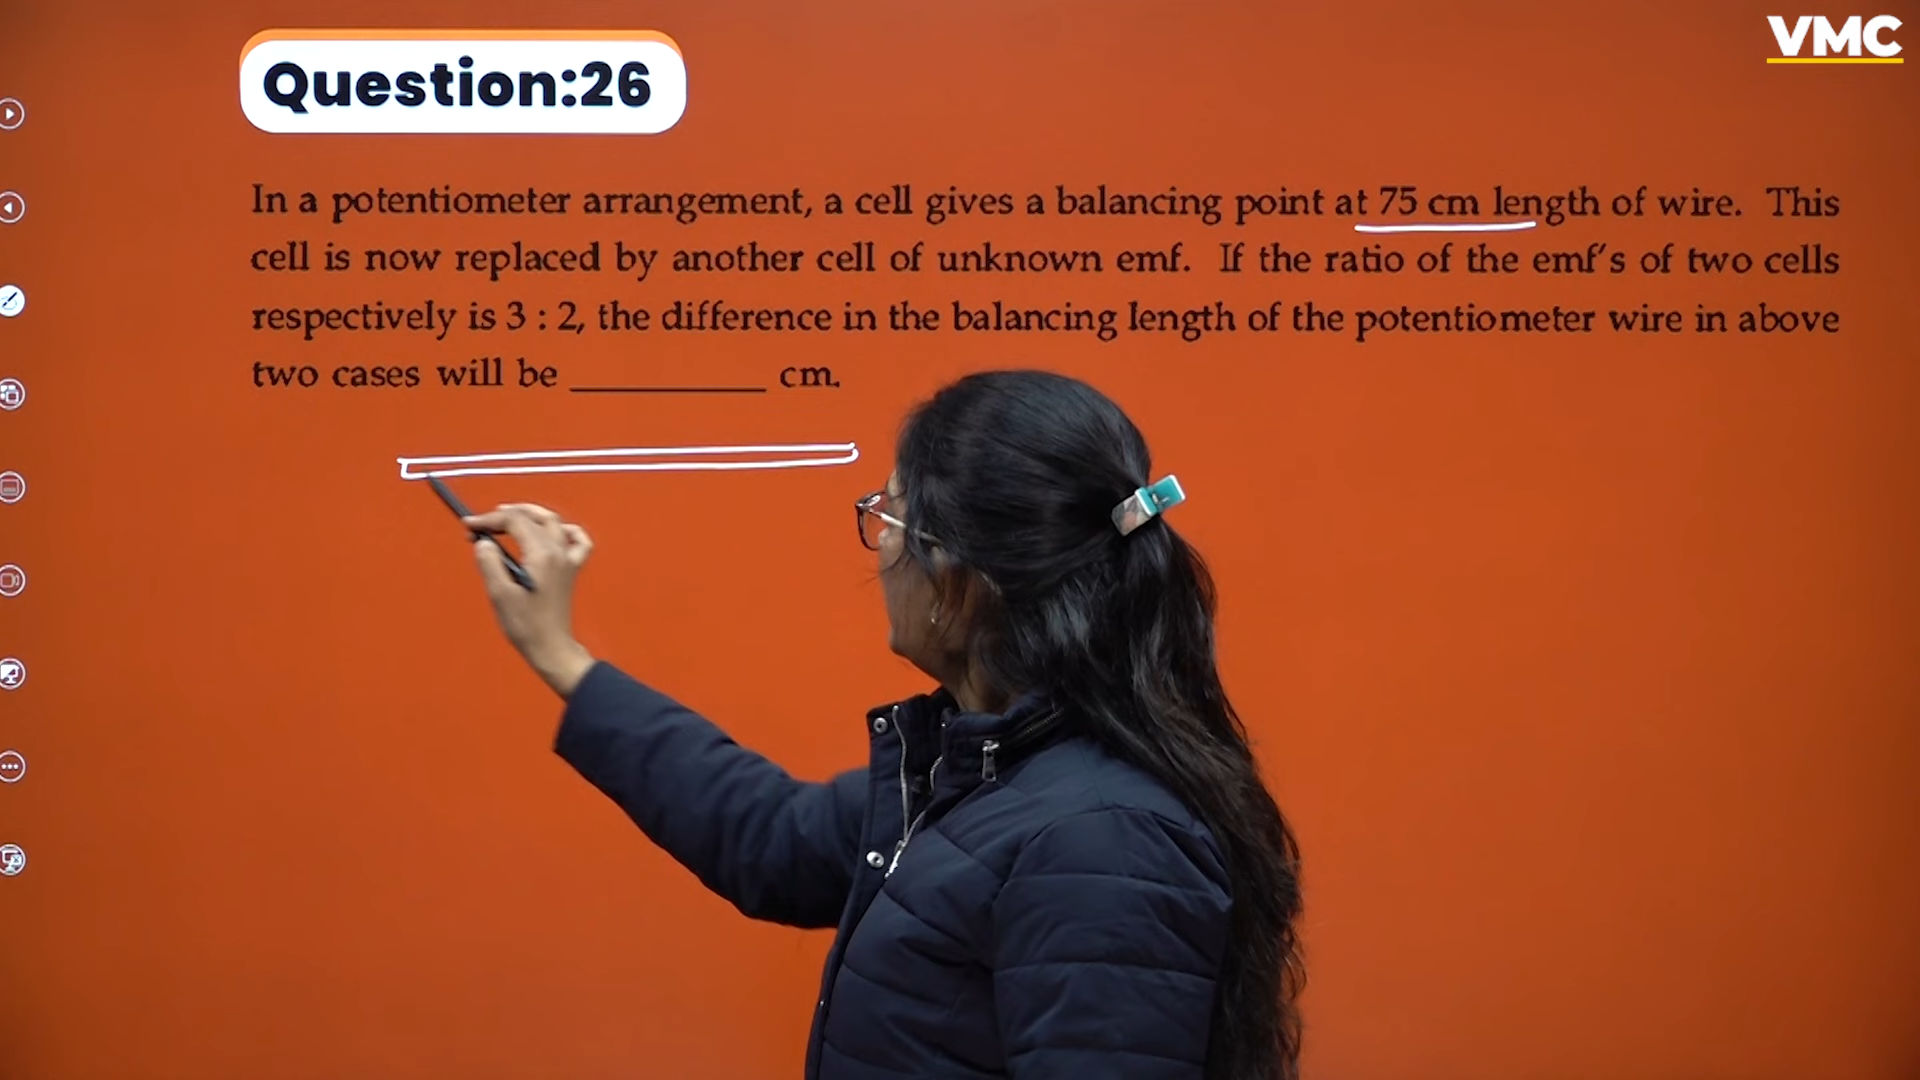 VMC
Question:26
In a potentiometer arrangement, a cell gives a balancing point at 75 cm length of wire. This
cell is now replaced by another cell of unknown emf. If the ratio of the emf's of two cells
respectively is 3 : 2, the difference in the balancing length of the potentiometer wire in above
two cases will be __________ cm.